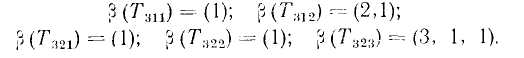 β (T₃₁₁) = (1); β (T₃₁₂) = (2,1);
β (T₃₂₁) = (1); β (T₃₂₂) = (1); β (T₃₂₃) = (3, 1, 1).